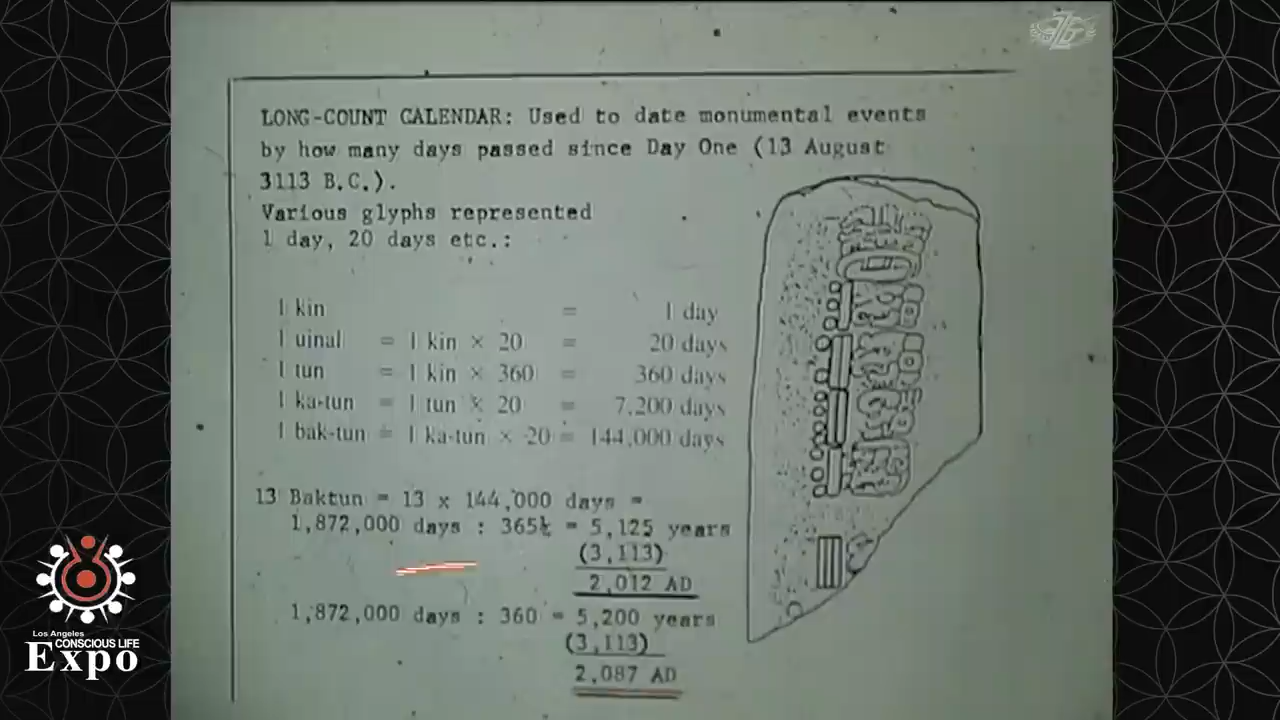 LONG-COUNT CALENDAR: Used to date monumental events
by how many days passed since Day One (13 August
3113 B.C.).
Various glyphs represented
1 day, 20 days etc.:
1 kin = 1 day
1 uinal = 1 kin × 20 = 20 days
1 tun = 1 kin × 360 = 360 days
1 ka-tun = 1 tun × 20 = 7,200 days
1 bak-tun = 1 ka-tun × 20 = 144,000 days
13 Baktun = 13 x 144,000 days =
1,872,000 days : 365¼ = 5,125 years
(3,113)
2,012 AD
1,872,000 days : 360 = 5,200 years
(3,113)
2,087 AD
Los Angeles
CONSCIOUS LIFE
Expo